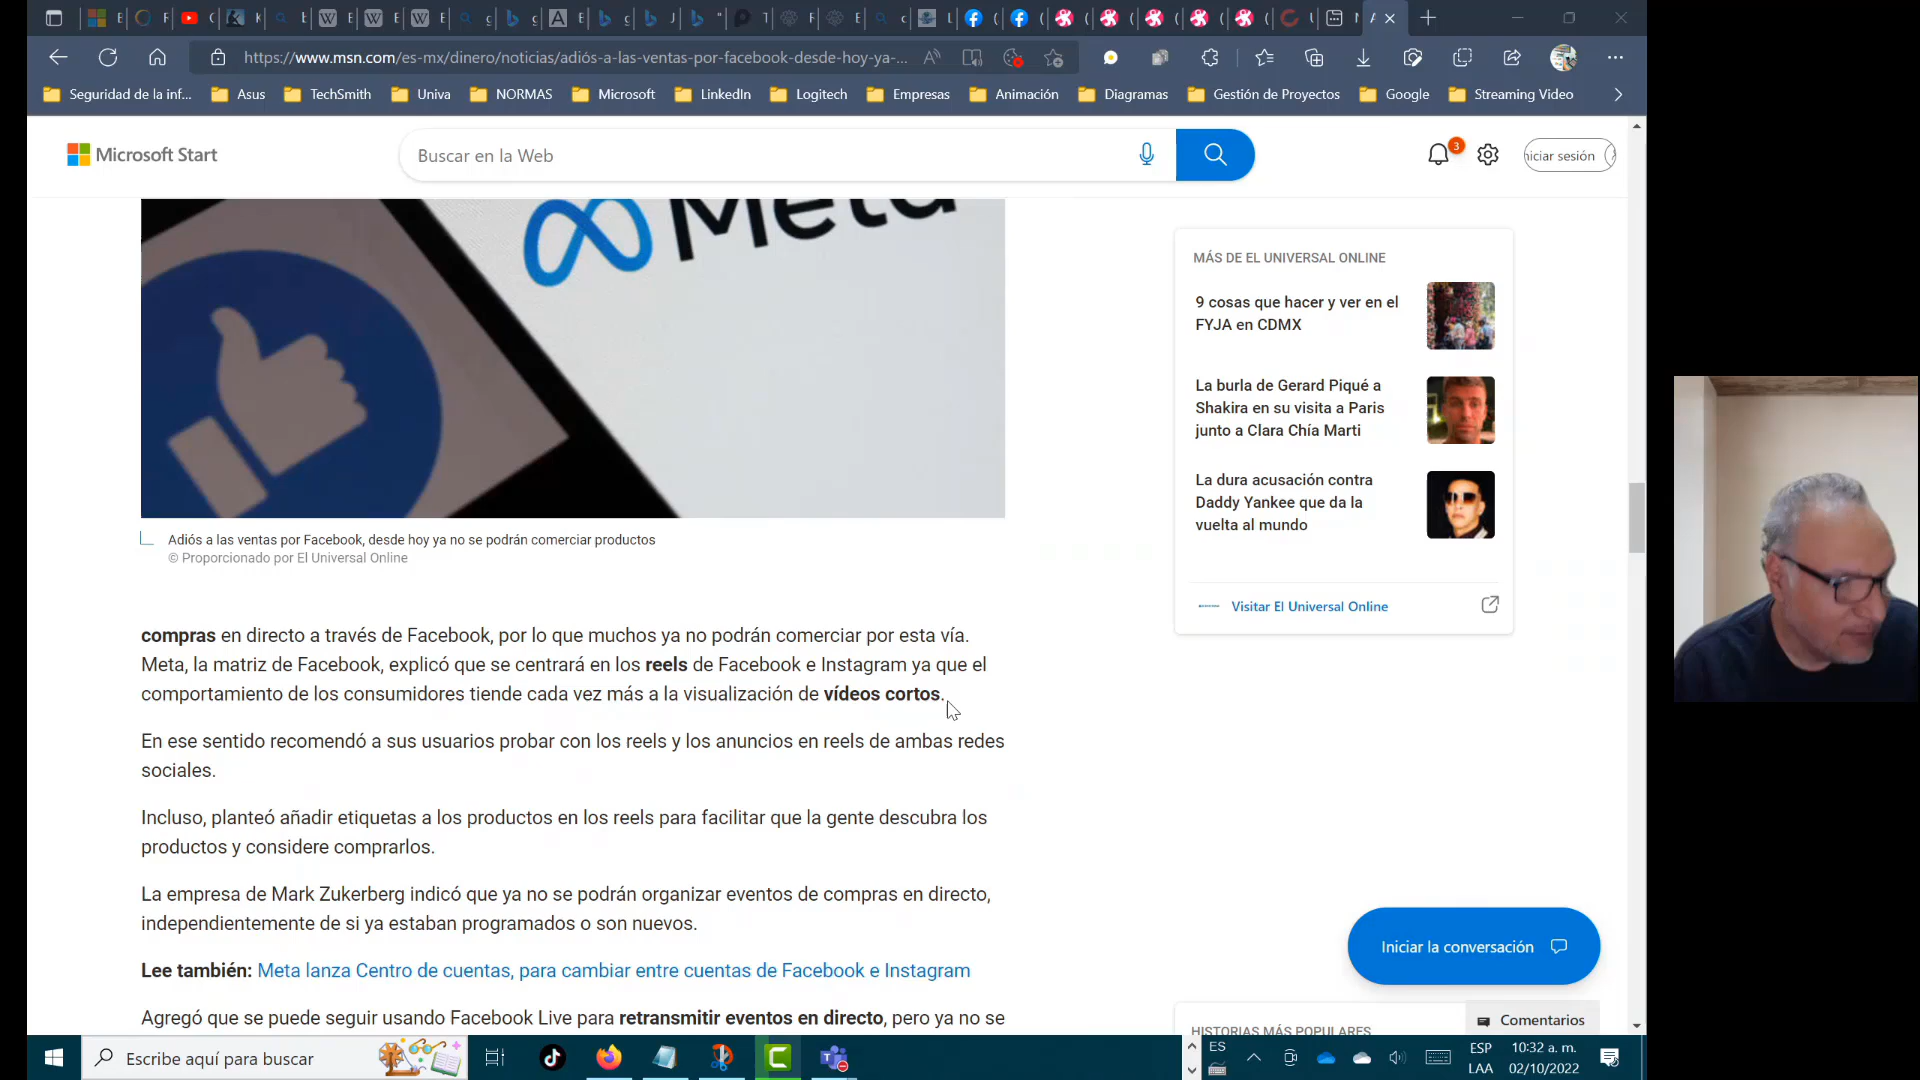 https://www.msn.com/es-mx/dinero/noticias/adiós-a-las-ventas-por-facebook-desde-hoy-ya-...
Seguridad de la inf...
Asus
TechSmith
Univa
NORMAS
Microsoft
LinkedIn
Logitech
Empresas
Animación
Diagramas
Gestión de Proyectos
Google
Streaming Video
Microsoft Start
Buscar en la Web
3
niciar sesión
Meta
MÁS DE EL UNIVERSAL ONLINE
9 cosas que hacer y ver en el
FYJA en CDMX
La burla de Gerard Piqué a
Shakira en su visita a Paris
junto a Clara Chía Marti
La dura acusación contra
Daddy Yankee que da la
vuelta al mundo
Visitar El Universal Online
Adiós a las ventas por Facebook, desde hoy ya no se podrán comerciar productos
© Proporcionado por El Universal Online
compras en directo a través de Facebook, por lo que muchos ya no podrán comerciar por esta vía.
Meta, la matriz de Facebook, explicó que se centrará en los reels de Facebook e Instagram ya que el
comportamiento de los consumidores tiende cada vez más a la visualización de vídeos cortos.
En ese sentido recomendó a sus usuarios probar con los reels y los anuncios en reels de ambas redes
sociales.
Incluso, planteó añadir etiquetas a los productos en los reels para facilitar que la gente descubra los
productos y considere comprarlos.
La empresa de Mark Zukerberg indicó que ya no se podrán organizar eventos de compras en directo,
independientemente de si ya estaban programados o son nuevos.
Lee también: Meta lanza Centro de cuentas, para cambiar entre cuentas de Facebook e Instagram
Agregó que se puede seguir usando Facebook Live para retransmitir eventos en directo, pero ya no se
Iniciar la conversación
HISTORIAS MÁS POPULARES
Comentarios
Escribe aquí para buscar
ES
ESP
LAA
10:32 a. m.
02/10/2022